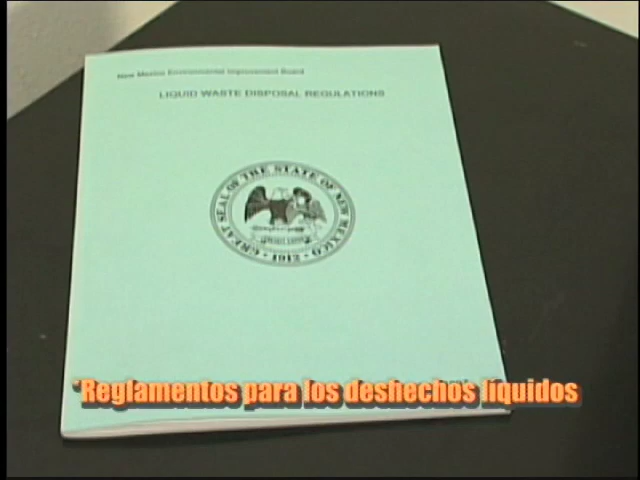 New Mexico Environmental Improvement Board
LIQUID WASTE DISPOSAL REGULATIONS
GREAT SEAL OF THE STATE OF NEW MEXICO
· 1912 ·
"Reglamentos para los deshechos líquidos